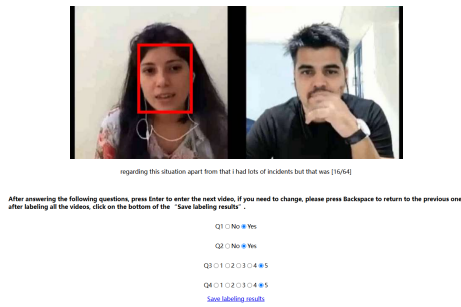 regarding this situation apart from that i had lots of incidents but that was [16/64]
After answering the following questions, press Enter to enter the next video, if you need to change, please press Backspace to return to the previous one
after labeling all the videos, click on the bottom of the "Save labeling results" .
Q1 No Yes
Q2 No Yes
Q3 1 2 3 4 5
Q4 1 2 3 4 5
Save labeling results